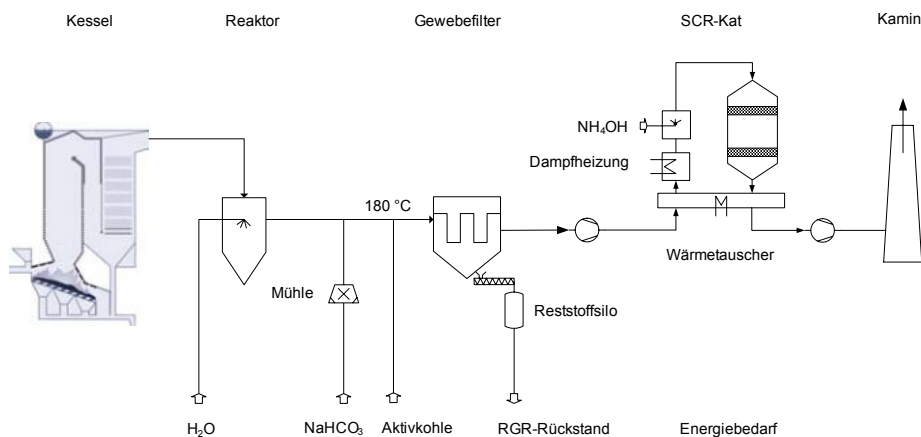 Kessel
Reaktor
Gewebefilter
SCR-Kat
Kamin
NH₄OH
Dampfheizung
180 °C
Wärmetauscher
Mühle
Reststoffsilo
H₂O
NaHCO₃
Aktivkohle
RGR-Rückstand
Energiebedarf